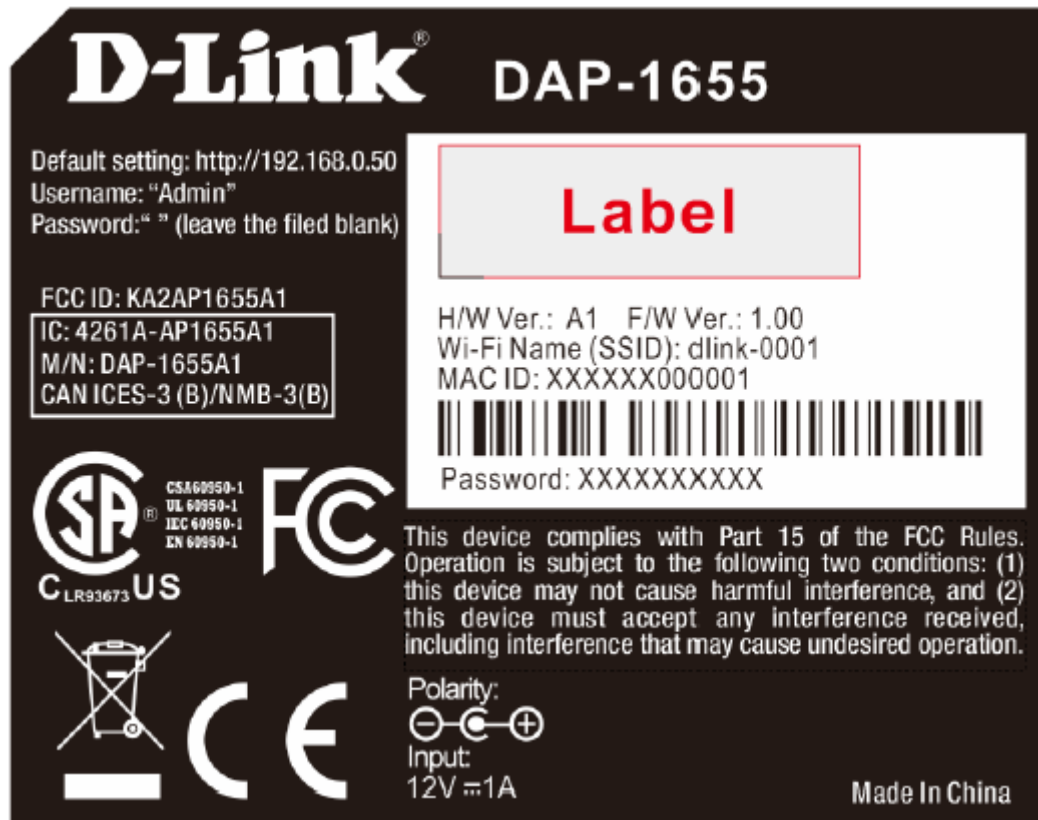 D-Link® DAP-1655
Default setting: http://192.168.0.50
Username: “Admin”
Password:“ ” (leave the filed blank)
FCC ID: KA2AP1655A1
IC: 4261A-AP1655A1
M/N: DAP-1655A1
CAN ICES-3 (B)/NMB-3(B)
Label
H/W Ver.: A1 F/W Ver.: 1.00
Wi-Fi Name (SSID): dlink-0001
MAC ID: XXXXXX000001
Password: XXXXXXXXXX
SA®
CSA60950-1
UL 60950-1
IEC 60950-1
EN 60950-1
C LR93673 US
FC
This device complies with Part 15 of the FCC Rules.
Operation is subject to the following two conditions: (1)
this device may not cause harmful interference, and (2)
this device must accept any interference received,
including interference that may cause undesired operation.
CE
Polarity:
Input:
12V⎓1A
Made In China